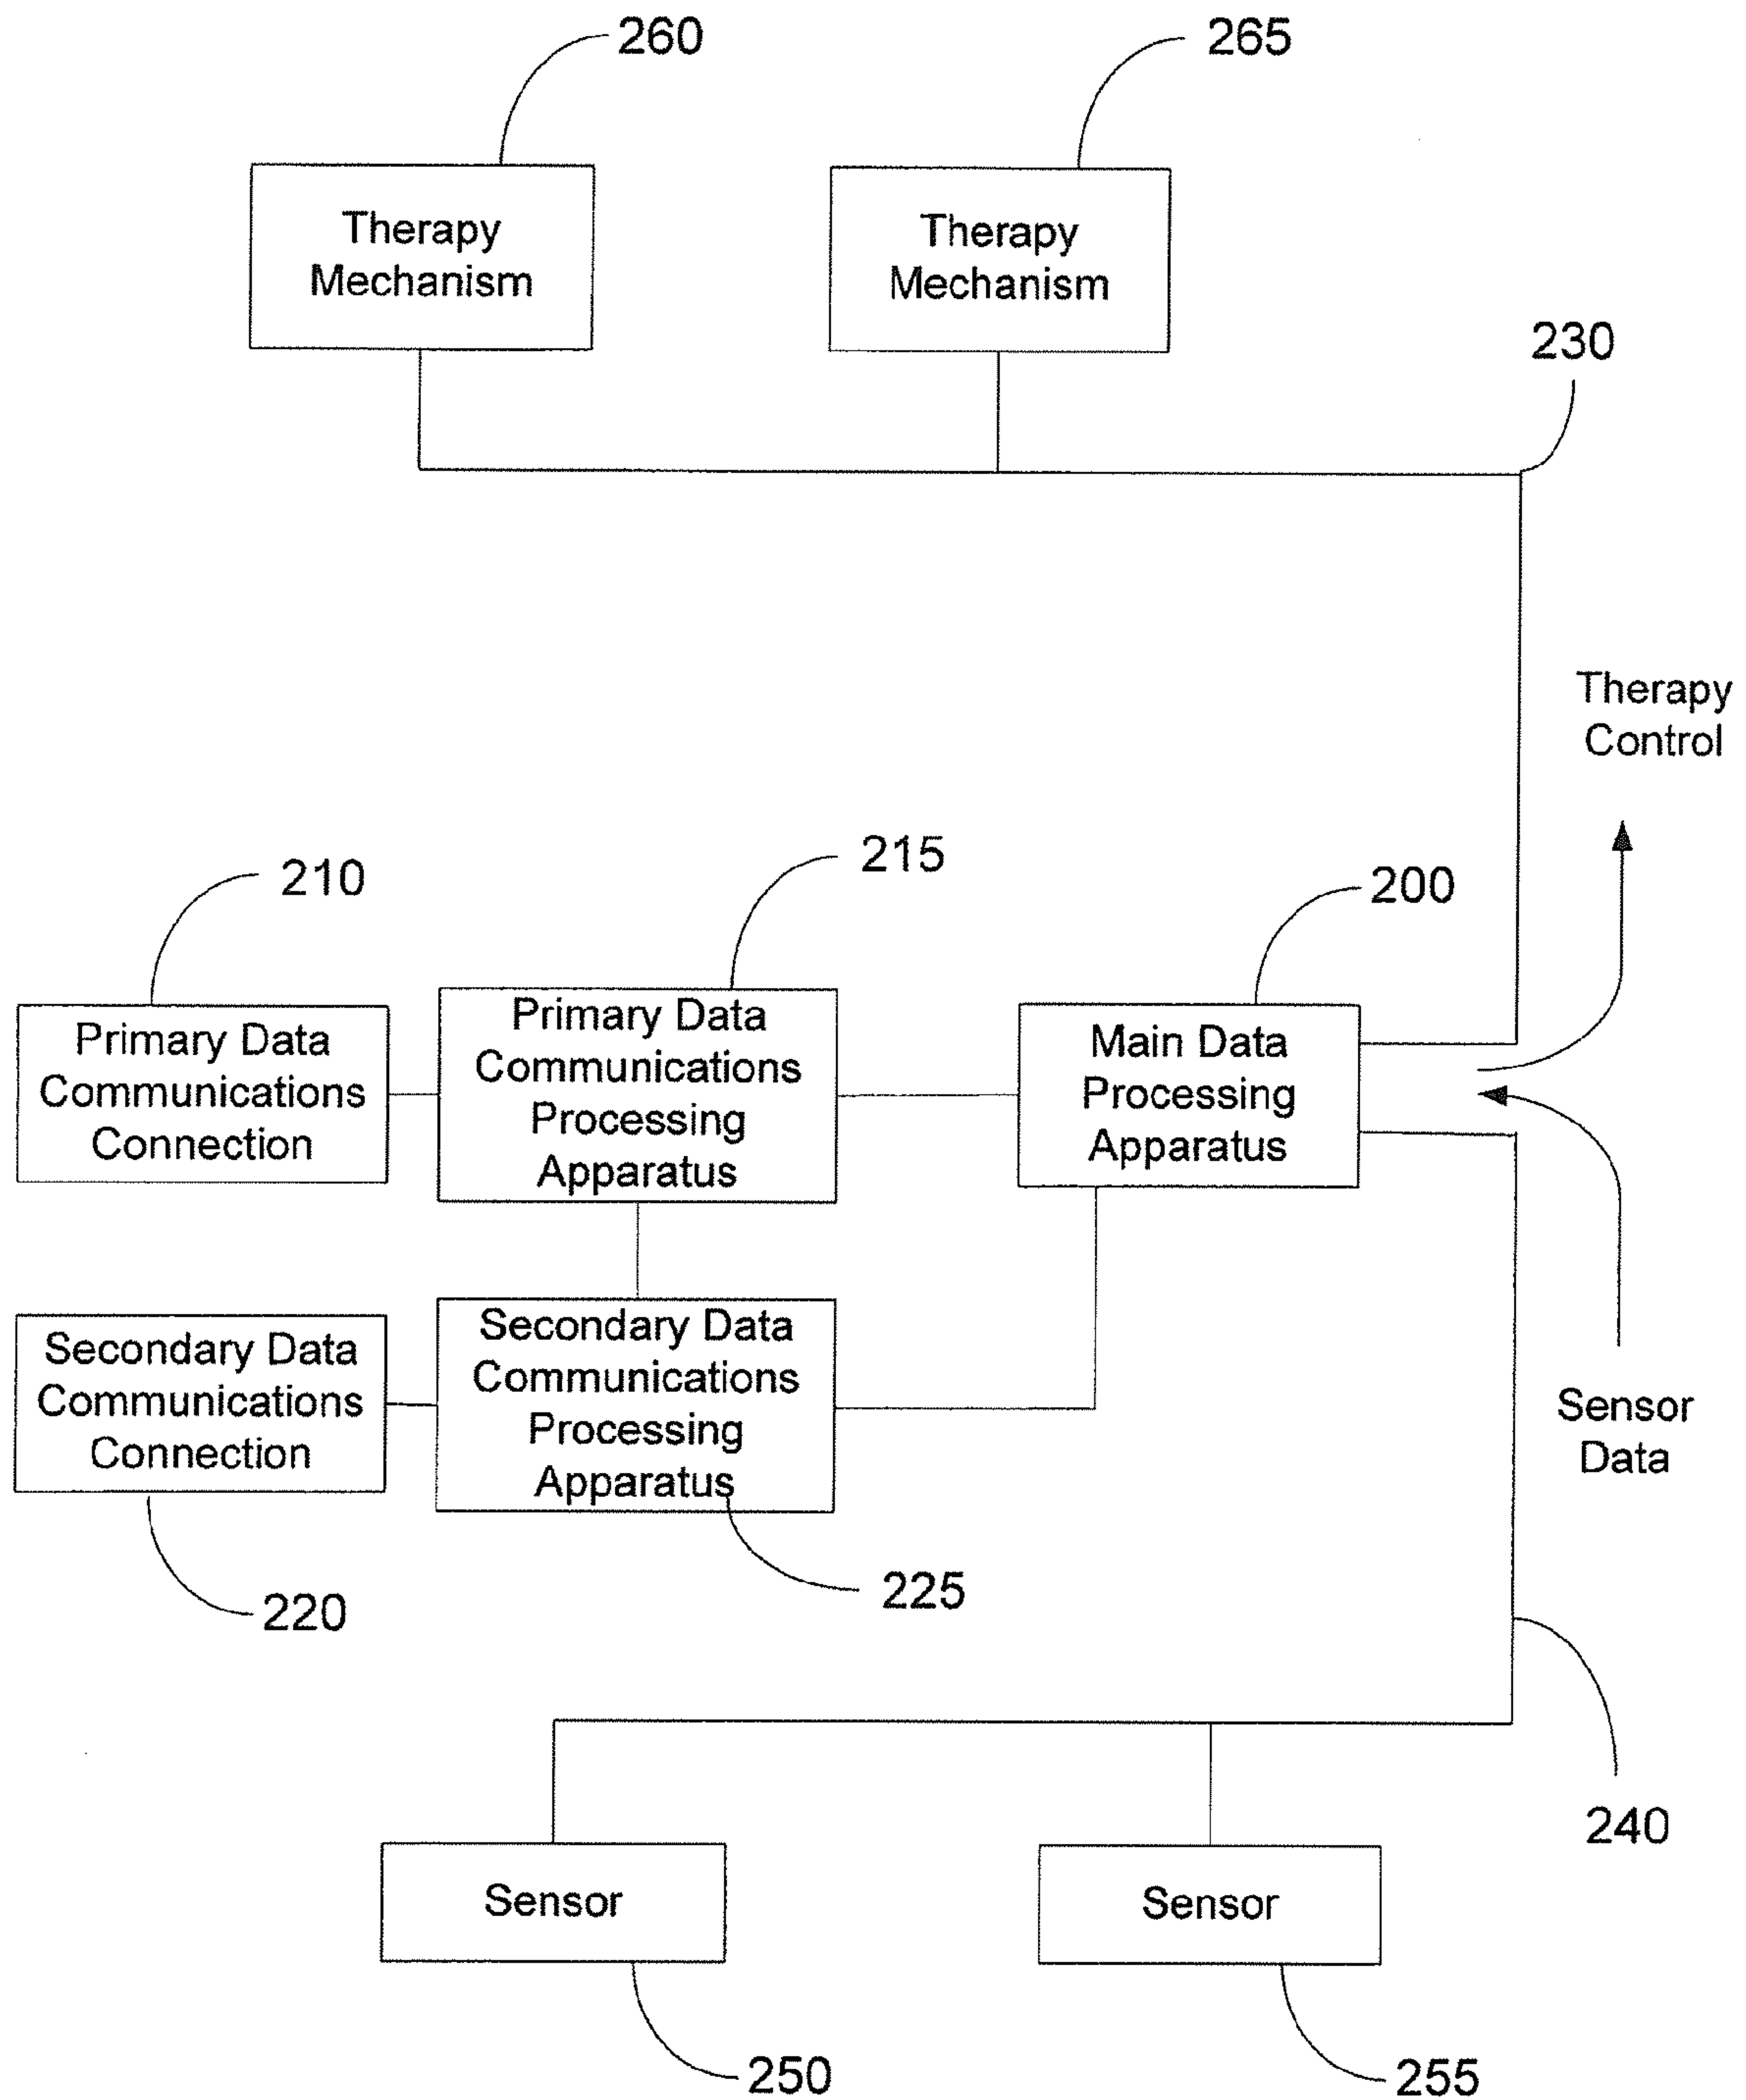 260
265
Therapy
Mechanism
Therapy
Mechanism
230
Therapy
Control
210
215
200
Primary Data
Communications
Connection
Primary Data
Communications
Processing
Apparatus
Main Data
Processing
Apparatus
Secondary Data
Communications
Connection
Secondary Data
Communications
Processing
Apparatus
Sensor
Data
220
225
240
Sensor
Sensor
250
255